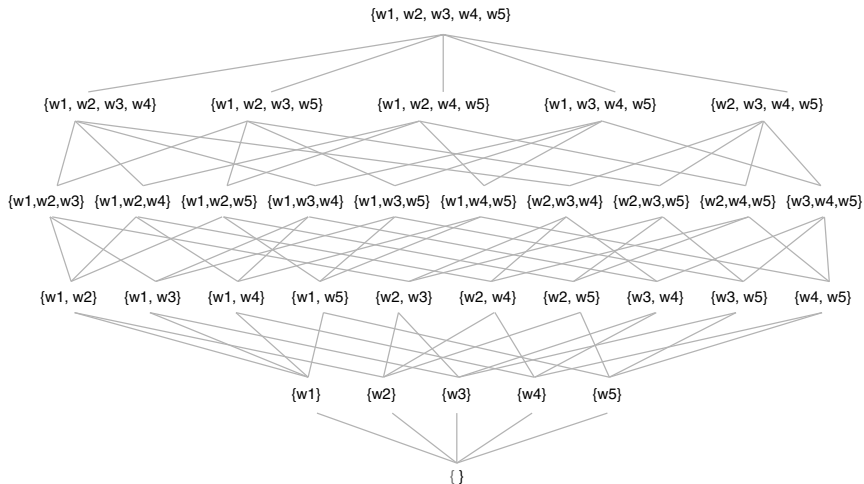 {w1, w2, w3, w4, w5}
{w1, w2, w3, w4} {w1, w2, w3, w5} {w1, w2, w4, w5} {w1, w3, w4, w5} {w2, w3, w4, w5}
{w1,w2,w3} {w1,w2,w4} {w1,w2,w5} {w1,w3,w4} {w1,w3,w5} {w1,w4,w5} {w2,w3,w4} {w2,w3,w5} {w2,w4,w5} {w3,w4,w5}
{w1, w2} {w1, w3} {w1, w4} {w1, w5} {w2, w3} {w2, w4} {w2, w5} {w3, w4} {w3, w5} {w4, w5}
{w1} {w2} {w3} {w4} {w5}
{ }